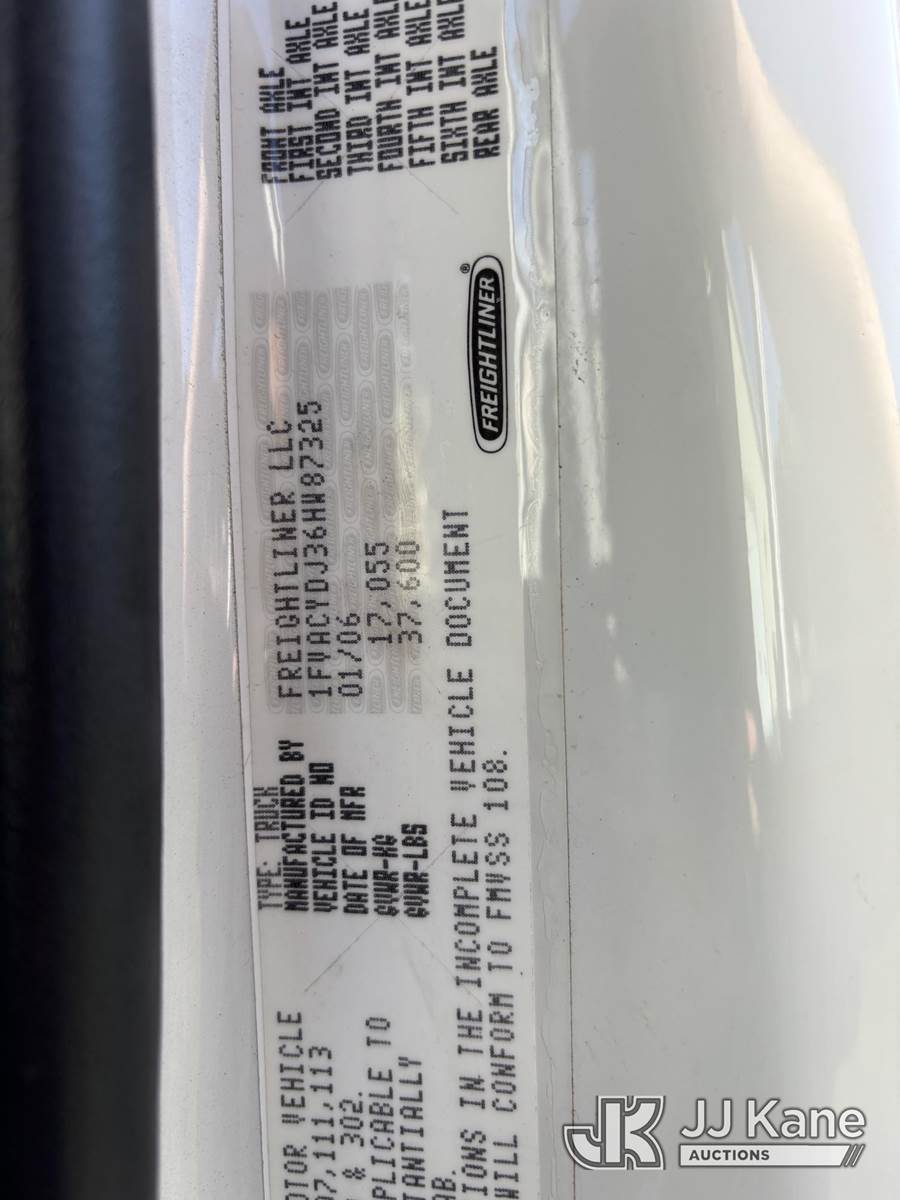 OTOR VEHICLE
97,111,113
& 302.
PLICABLE TO
TANTIALLY
AB.
IONS IN THE INCOMPLETE VEHICLE DOCUMENT
WILL CONFORM TO FMVSS 108.
TYPE: TRUCK
MANUFACTURED BY FREIGHTLINER LLC
VEHICLE ID NO 1FVACYDJ36HW87325
DATE OF MFR 01/06
GVWR-KG 17,055
GVWR-LBS 37,600
FREIGHTLINER®
FRONT AXLE
FIRST INT AXLE
SECOND INT AXLE
THIRD INT AXLE
FOURTH INT AXLE
FIFTH INT AXLE
SIXTH INT AXLE
REAR AXLE
JK JJ Kane
AUCTIONS